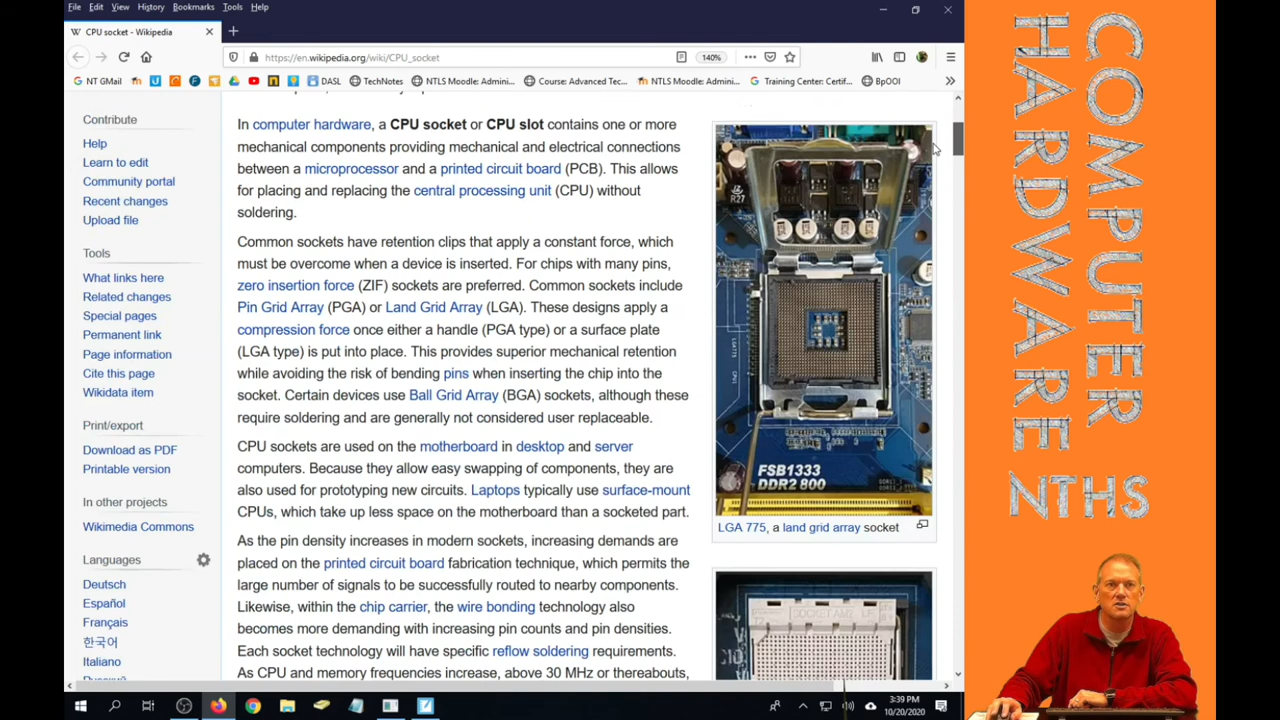 File Edit View History Bookmarks Tools Help
W CPU socket - Wikipedia
https://en.wikipedia.org/wiki/CPU_socket
140%
NT GMail
DASL
TechNotes
NTLS Moodle: Admini...
Course: Advanced Tec...
NTLS Moodle: Admini...
Training Center: Certif...
BpOOI
Contribute
Help
Learn to edit
Community portal
Recent changes
Upload file
Tools
What links here
Related changes
Special pages
Permanent link
Page information
Cite this page
Wikidata item
Print/export
Download as PDF
Printable version
In other projects
Wikimedia Commons
Languages
Deutsch
Español
Français
한국어
Italiano
In computer hardware, a CPU socket or CPU slot contains one or more
mechanical components providing mechanical and electrical connections
between a microprocessor and a printed circuit board (PCB). This allows
for placing and replacing the central processing unit (CPU) without
soldering.
Common sockets have retention clips that apply a constant force, which
must be overcome when a device is inserted. For chips with many pins,
zero insertion force (ZIF) sockets are preferred. Common sockets include
Pin Grid Array (PGA) or Land Grid Array (LGA). These designs apply a
compression force once either a handle (PGA type) or a surface plate
(LGA type) is put into place. This provides superior mechanical retention
while avoiding the risk of bending pins when inserting the chip into the
socket. Certain devices use Ball Grid Array (BGA) sockets, although these
require soldering and are generally not considered user replaceable.
CPU sockets are used on the motherboard in desktop and server
computers. Because they allow easy swapping of components, they are
also used for prototyping new circuits. Laptops typically use surface-mount
CPUs, which take up less space on the motherboard than a socketed part.
As the pin density increases in modern sockets, increasing demands are
placed on the printed circuit board fabrication technique, which permits the
large number of signals to be successfully routed to nearby components.
Likewise, within the chip carrier, the wire bonding technology also
becomes more demanding with increasing pin counts and pin densities.
Each socket technology will have specific reflow soldering requirements.
As CPU and memory frequencies increase, above 30 MHz or thereabouts,
R27
LGA775
CPU1
FSB1333
DDR2 800
LGA 775, a land grid array socket
SOCKET AM2
3:39 PM
10/20/2020
COMPUTER
HARDWARE
NTHS